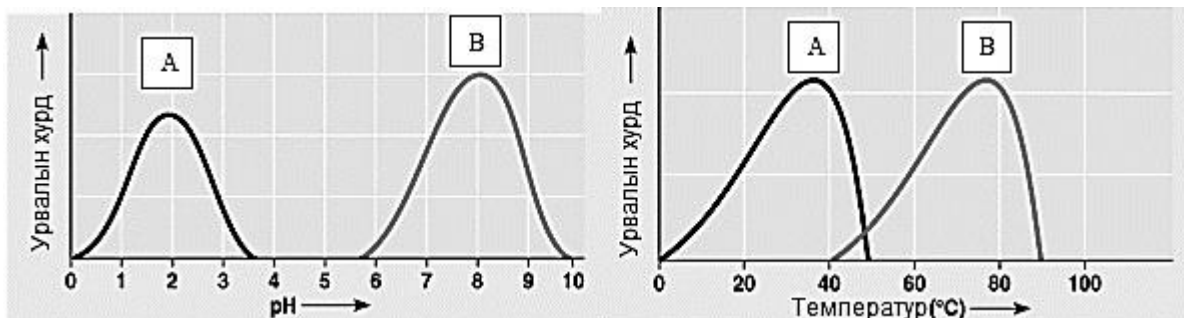 Урвалын хурд
A
B
0 1 2 3 4 5 6 7 8 9 10
pH
Урвалын хурд
A
B
0 20 40 60 80 100
Температур(°C)